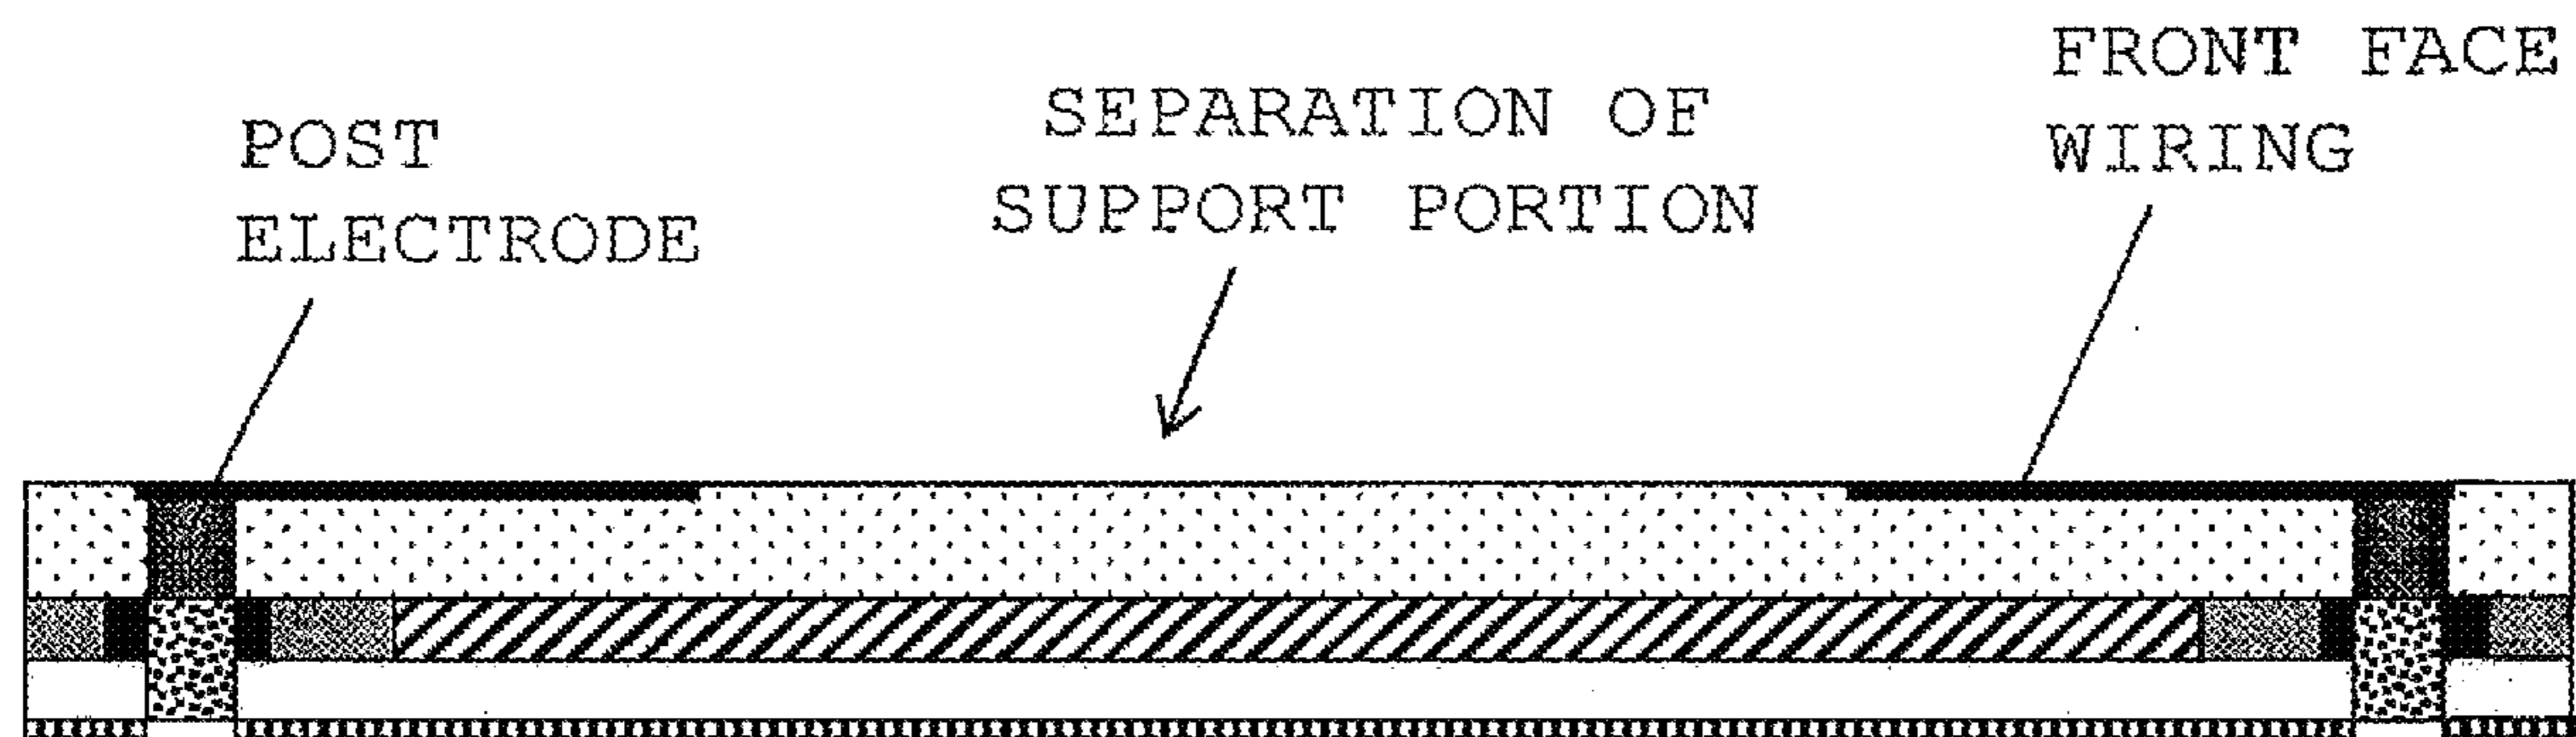 POST
ELECTRODE
SEPARATION OF
SUPPORT PORTION
FRONT FACE
WIRING